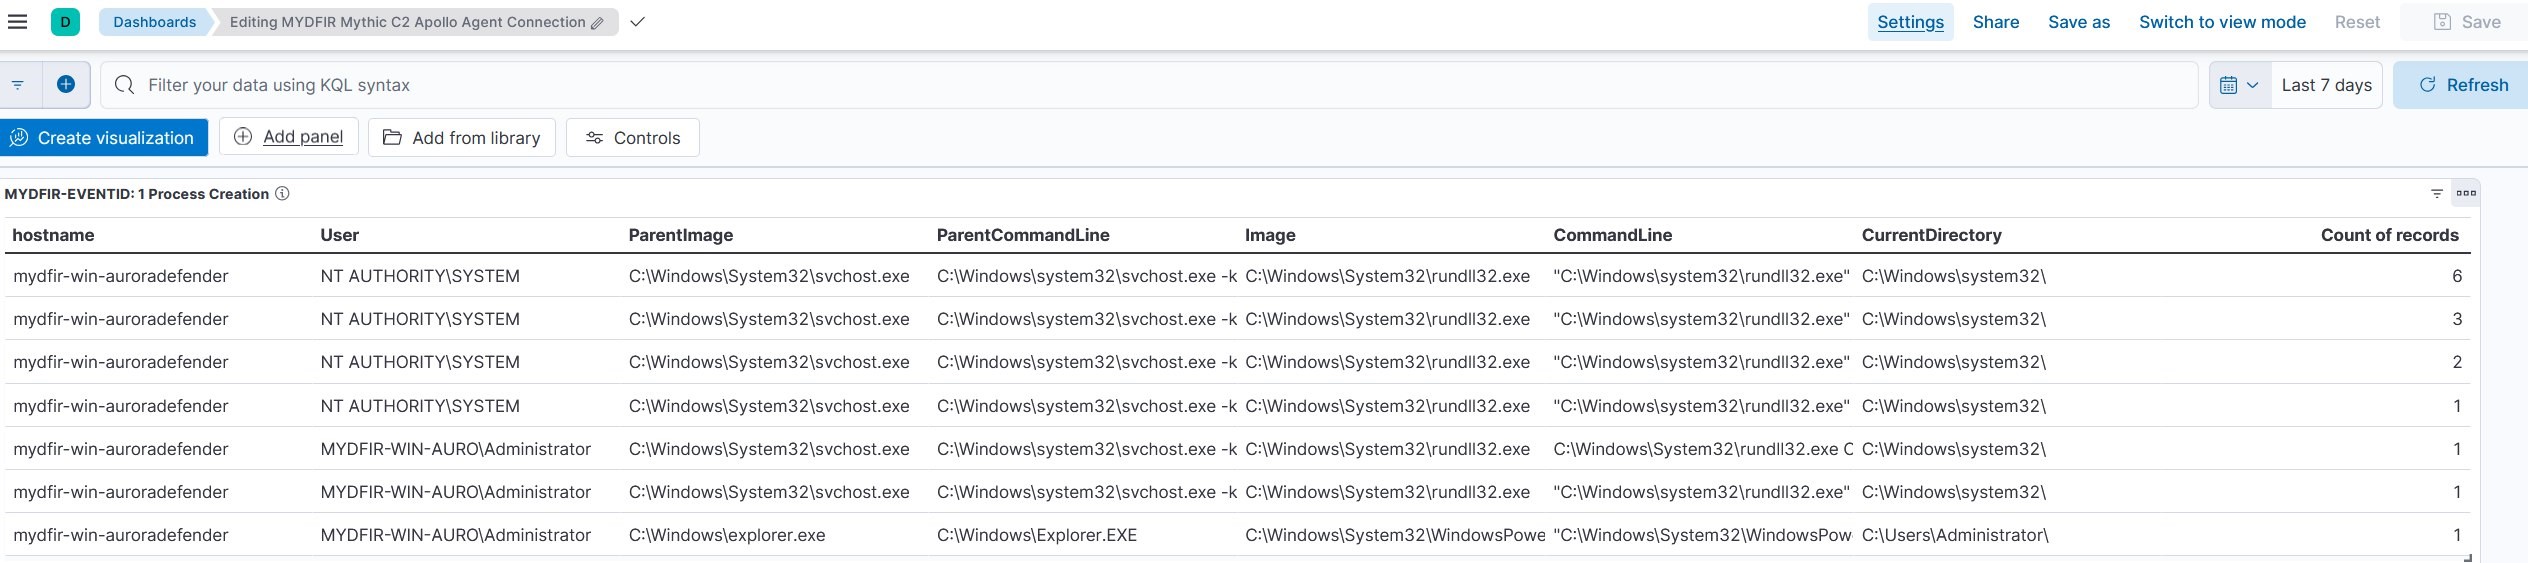 D Dashboards Editing MYDFIR Mythic C2 Apollo Agent Connection Settings Share Save as Switch to view mode Reset Save
Filter your data using KQL syntax Last 7 days Refresh
Create visualization Add panel Add from library Controls
MYDFIR-EVENTID: 1 Process Creation
hostname User ParentImage ParentCommandLine Image CommandLine CurrentDirectory Count of records
mydfir-win-auroradefender NT AUTHORITY\SYSTEM C:\Windows\System32\svchost.exe C:\Windows\system32\svchost.exe -k C:\Windows\System32\rundll32.exe "C:\Windows\system32\rundll32.exe" C:\Windows\system32\ 6
mydfir-win-auroradefender NT AUTHORITY\SYSTEM C:\Windows\System32\svchost.exe C:\Windows\system32\svchost.exe -k C:\Windows\System32\rundll32.exe "C:\Windows\system32\rundll32.exe" C:\Windows\system32\ 3
mydfir-win-auroradefender NT AUTHORITY\SYSTEM C:\Windows\System32\svchost.exe C:\Windows\system32\svchost.exe -k C:\Windows\System32\rundll32.exe "C:\Windows\system32\rundll32.exe" C:\Windows\system32\ 2
mydfir-win-auroradefender NT AUTHORITY\SYSTEM C:\Windows\System32\svchost.exe C:\Windows\system32\svchost.exe -k C:\Windows\System32\rundll32.exe "C:\Windows\system32\rundll32.exe" C:\Windows\system32\ 1
mydfir-win-auroradefender MYDFIR-WIN-AURO\Administrator C:\Windows\System32\svchost.exe C:\Windows\system32\svchost.exe -k C:\Windows\System32\rundll32.exe C:\Windows\System32\rundll32.exe C C:\Windows\system32\ 1
mydfir-win-auroradefender MYDFIR-WIN-AURO\Administrator C:\Windows\System32\svchost.exe C:\Windows\system32\svchost.exe -k C:\Windows\System32\rundll32.exe "C:\Windows\system32\rundll32.exe" C:\Windows\system32\ 1
mydfir-win-auroradefender MYDFIR-WIN-AURO\Administrator C:\Windows\explorer.exe C:\Windows\Explorer.EXE C:\Windows\System32\WindowsPowe "C:\Windows\System32\WindowsPow C:\Users\Administrator\ 1